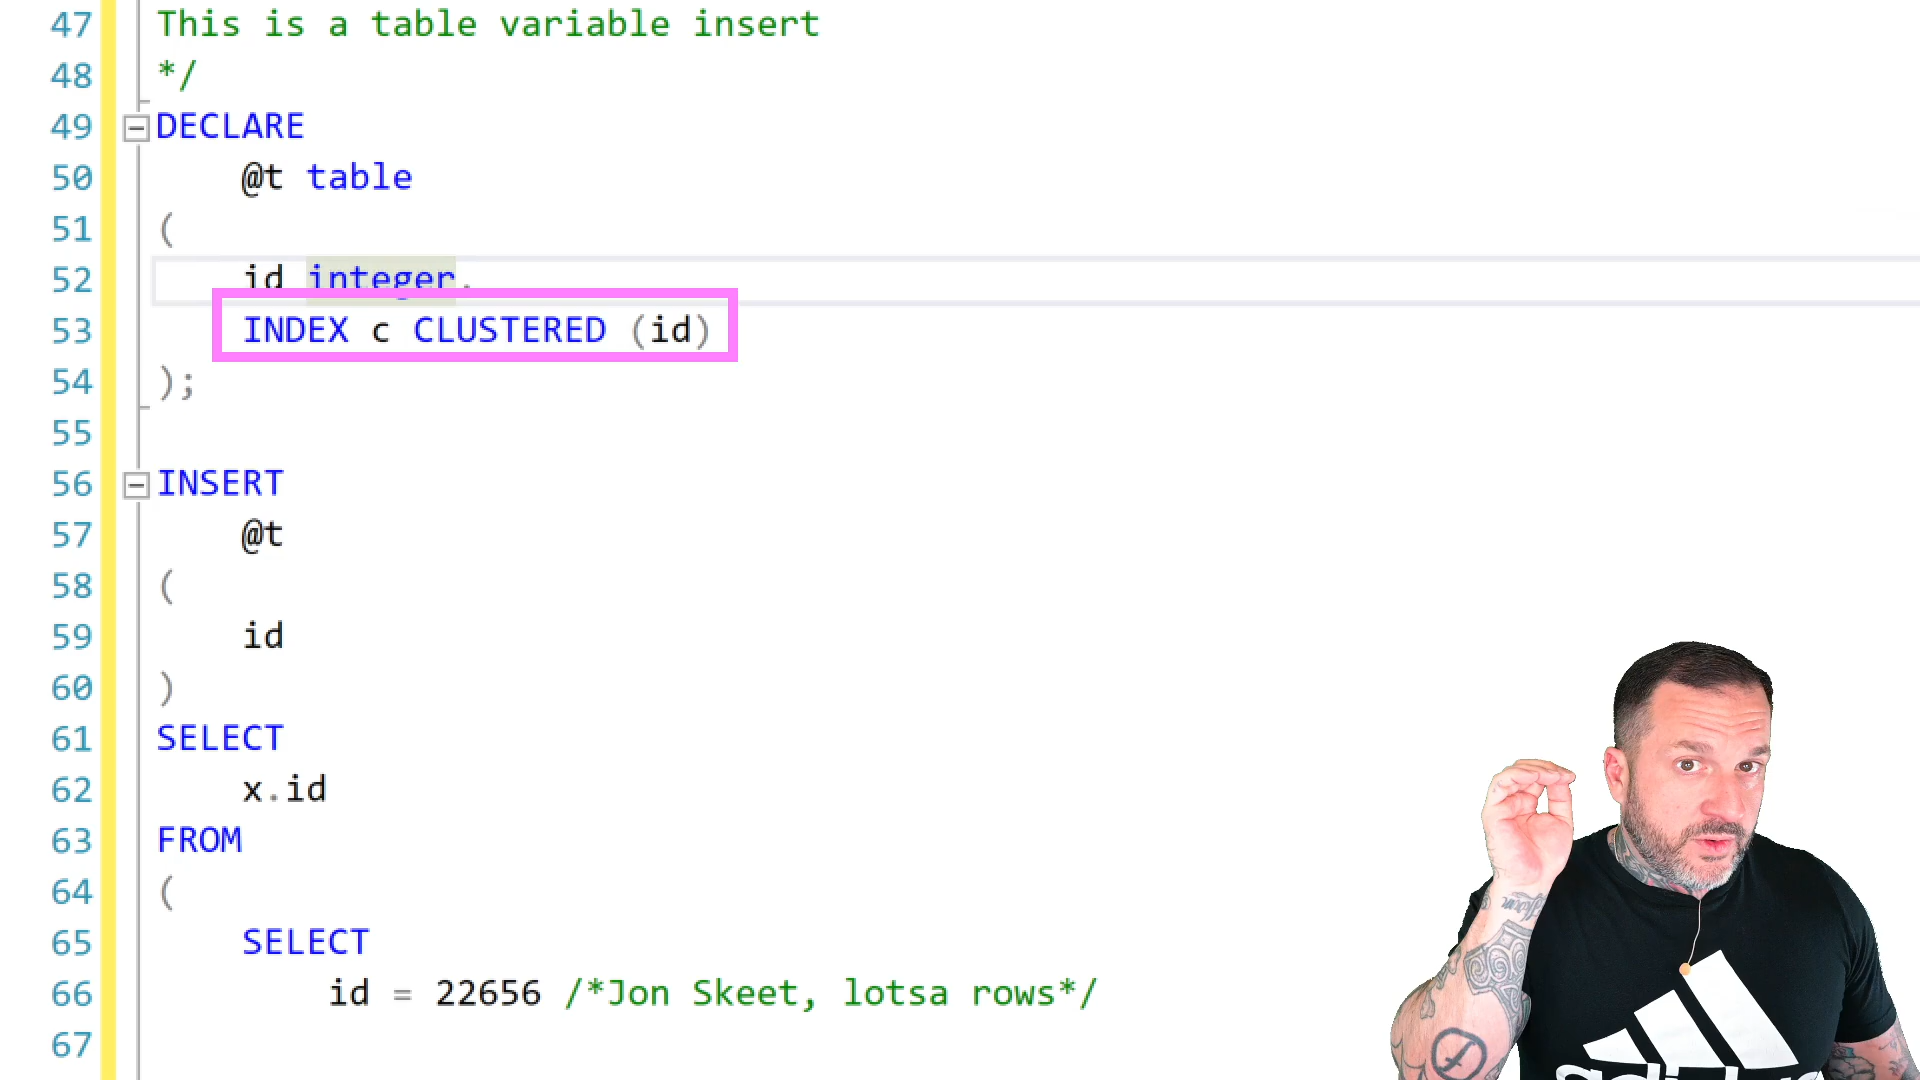 47 This is a table variable insert
48 */
49 DECLARE
50 @t table
51 (
52 id integer,
53 INDEX c CLUSTERED (id)
54 );
55
56 INSERT
57 @t
58 (
59 id
60 )
61 SELECT
62 x.id
63 FROM
64 (
65 SELECT
66 id = 22656 /*Jon Skeet, lotsa rows*/
67
adidas